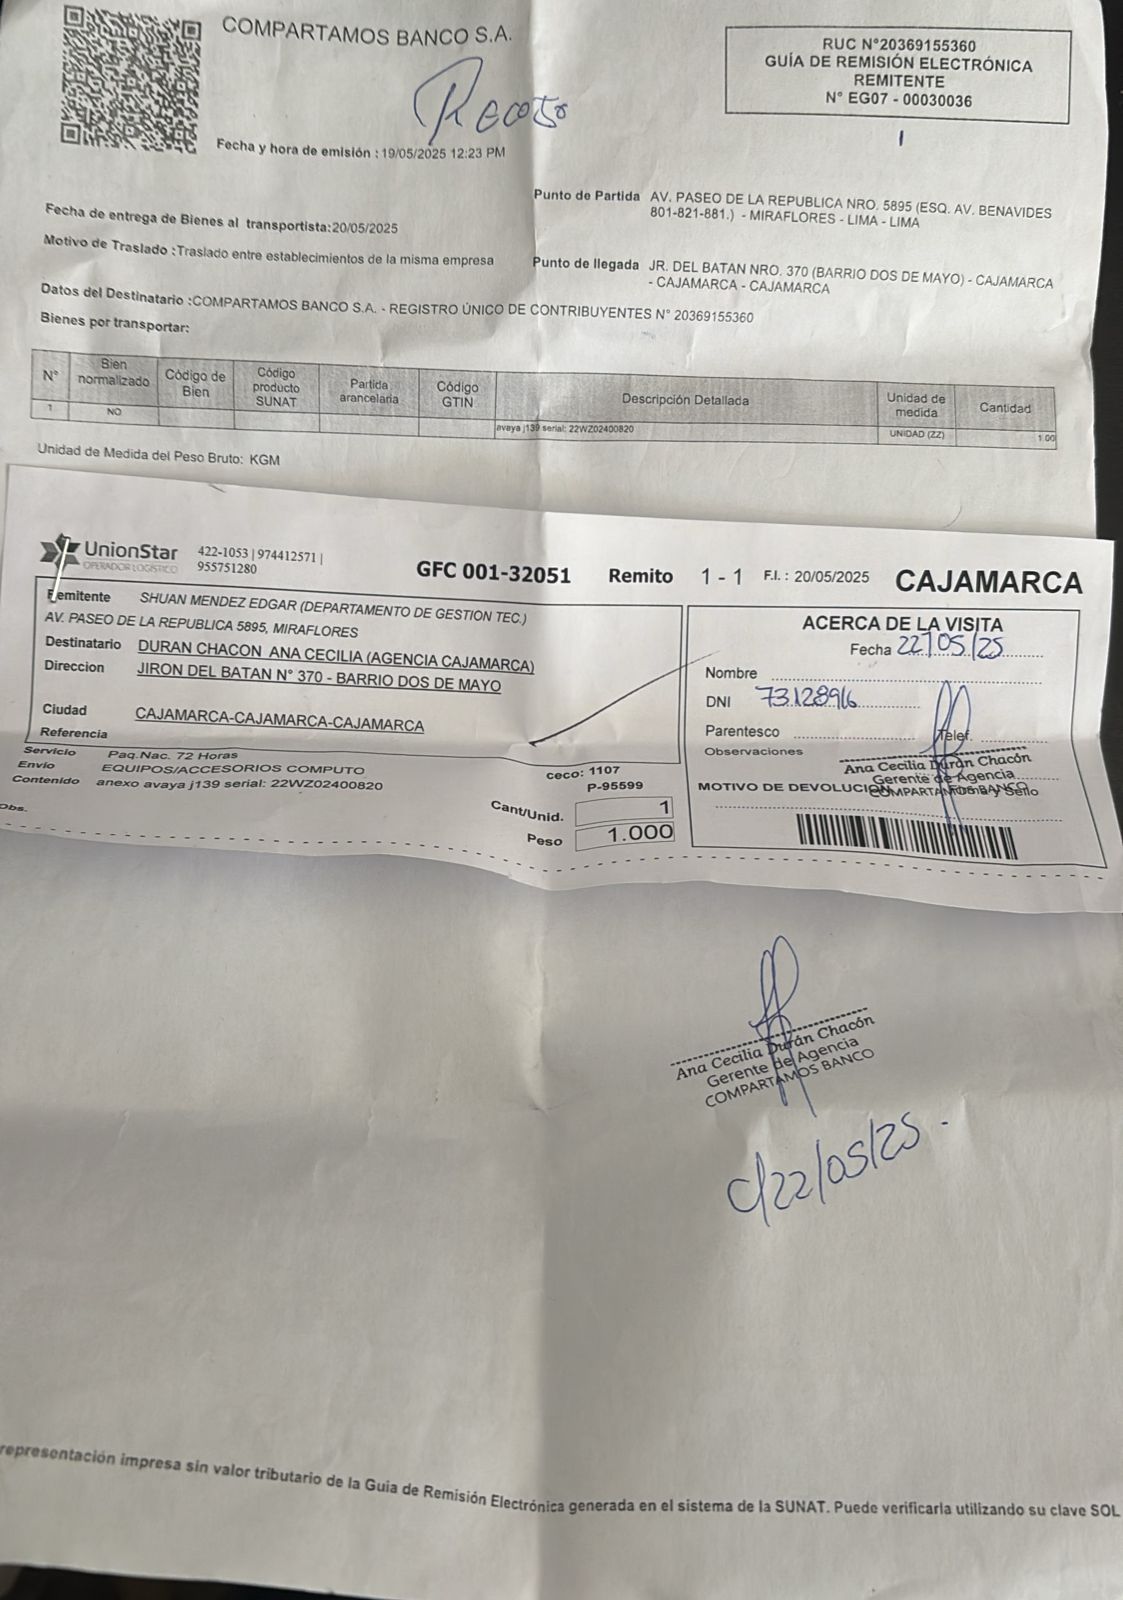 COMPARTAMOS BANCO S.A.
RUC N°20369155360
GUÍA DE REMISIÓN ELECTRÓNICA
REMITENTE
N° EG07 - 00030036
Fecha y hora de emisión : 19/05/2025 12:23 PM
Fecha de entrega de Bienes al transportista:20/05/2025
Motivo de Traslado :Traslado entre establecimientos de la misma empresa
Punto de Partida AV. PASEO DE LA REPUBLICA NRO. 5895 (ESQ. AV. BENAVIDES
801-821-881.) - MIRAFLORES - LIMA - LIMA
Punto de llegada JR. DEL BATAN NRO. 370 (BARRIO DOS DE MAYO) - CAJAMARCA
- CAJAMARCA - CAJAMARCA
Datos del Destinatario :COMPARTAMOS BANCO S.A. - REGISTRO ÚNICO DE CONTRIBUYENTES N° 20369155360
Bienes por transportar:
N° Bien normalizado Código de Bien Código producto SUNAT Partida arancelaria Código GTIN Descripción Detallada Unidad de medida Cantidad
1 NO avaya j139 serial: 22WZ02400820 UNIDAD (ZZ) 1.00
Unidad de Medida del Peso Bruto: KGM
UnionStar
OPERADOR LOGÍSTICO
422-1053 | 974412571 |
955751280
GFC 001-32051 Remito 1 - 1 F.I. : 20/05/2025 CAJAMARCA
Remitente SHUAN MENDEZ EDGAR (DEPARTAMENTO DE GESTION TEC.)
AV. PASEO DE LA REPUBLICA 5895, MIRAFLORES
Destinatario DURAN CHACON ANA CECILIA (AGENCIA CAJAMARCA)
Direccion JIRON DEL BATAN N° 370 - BARRIO DOS DE MAYO
Ciudad CAJAMARCA-CAJAMARCA-CAJAMARCA
Referencia
Servicio Paq.Nac. 72 Horas
Envio EQUIPOS/ACCESORIOS COMPUTO
Contenido anexo avaya j139 serial: 22WZ02400820
Obs.
ceco: 1107
P-95599
Cant/Unid. 1
Peso 1.000
ACERCA DE LA VISITA
Fecha 22/05/25
Nombre
DNI 73128916
Parentesco Telef.
Observaciones
Ana Cecilia Durán Chacón
Gerente de Agencia
COMPARTAMOS BANCO
MOTIVO DE DEVOLUCION Firma y Sello
Ana Cecilia Durán Chacón
Gerente de Agencia
COMPARTAMOS BANCO
C/22/05/25.
representación impresa sin valor tributario de la Guia de Remisión Electrónica generada en el sistema de la SUNAT. Puede verificarla utilizando su clave SOL